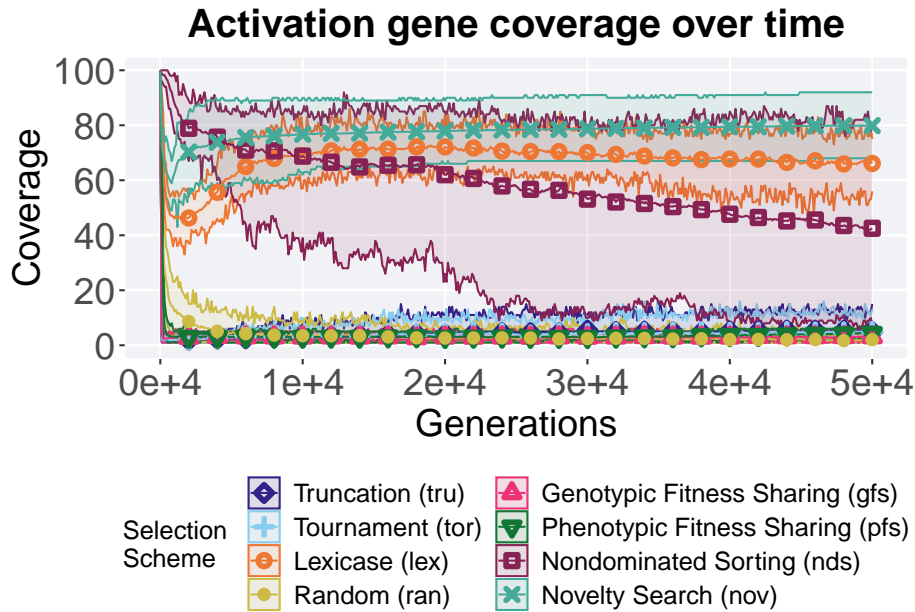 Activation gene coverage over time
Coverage
100
80
60
40
20
0
0e+4 1e+4 2e+4 3e+4 4e+4 5e+4
Generations
Selection
Scheme
Truncation (tru)
Tournament (tor)
Lexicase (lex)
Random (ran)
Genotypic Fitness Sharing (gfs)
Phenotypic Fitness Sharing (pfs)
Nondominated Sorting (nds)
Novelty Search (nov)